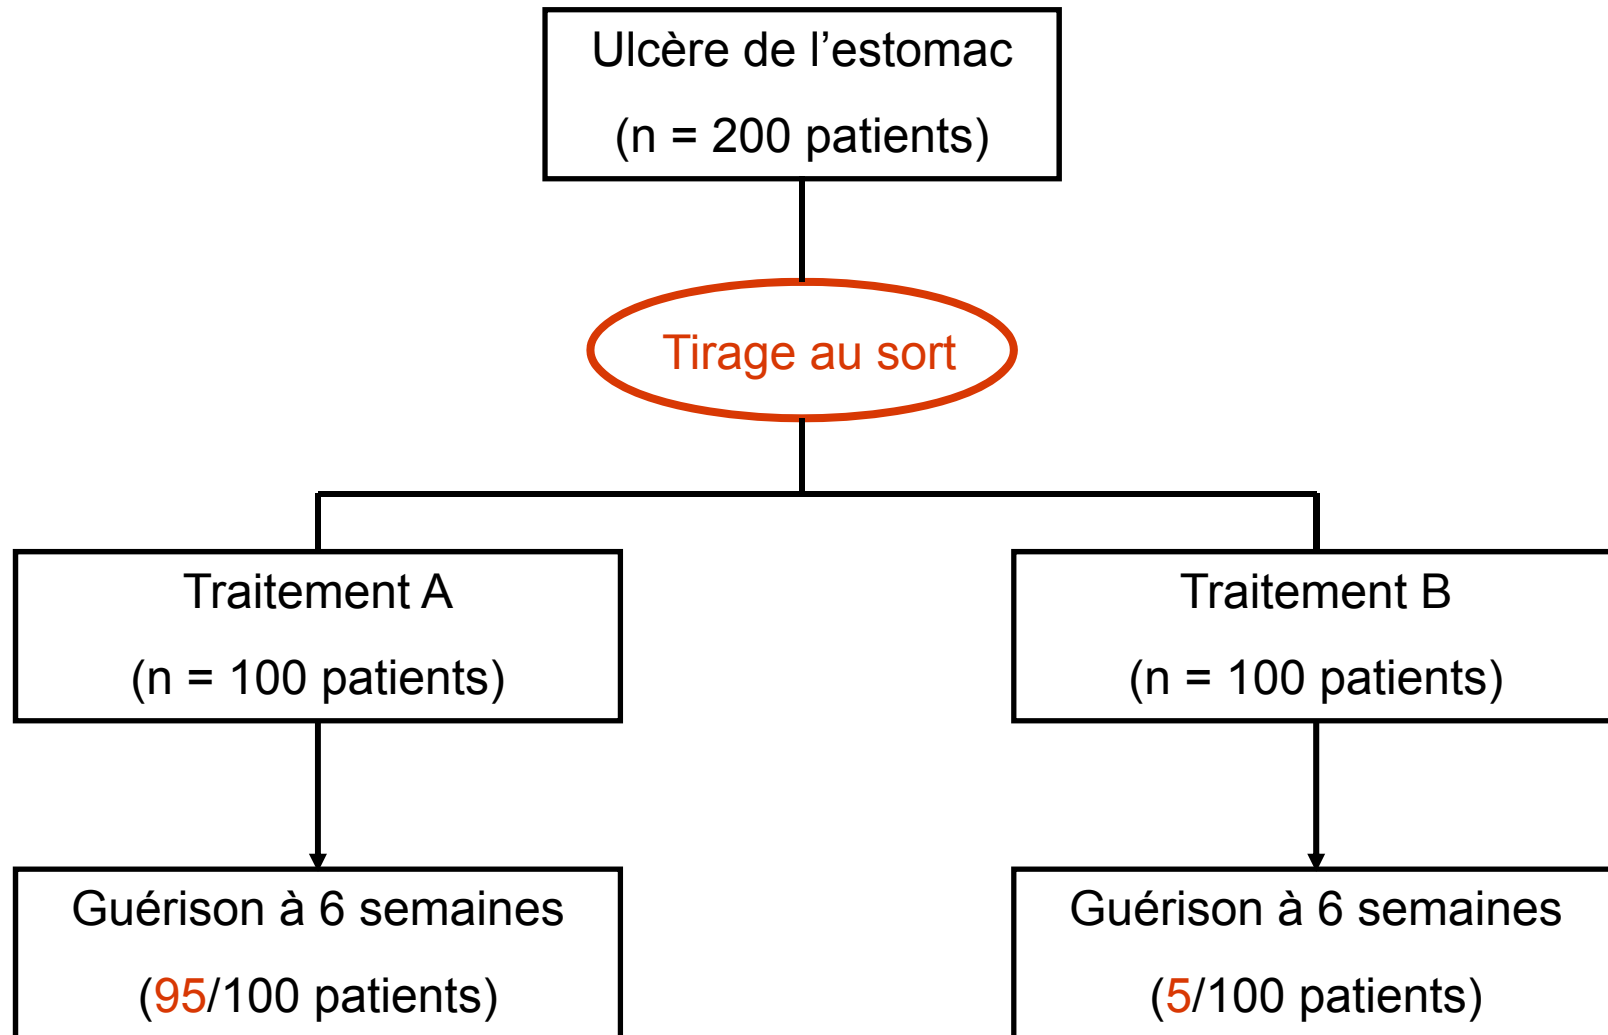 Ulcère de l’estomac
(n = 200 patients)
Tirage au sort
Traitement A
(n = 100 patients)
Traitement B
(n = 100 patients)
Guérison à 6 semaines
(95/100 patients)
Guérison à 6 semaines
(5/100 patients)